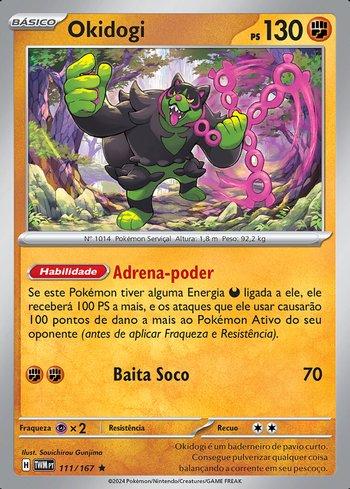 BÁSICO
Okidogi
PS 130
Nº 1014 Pokémon Serviçal Altura: 1,8 m Peso: 92,2 kg
Habilidade Adrena-poder
Se este Pokémon tiver alguma Energia ligada a ele, ele
receberá 100 PS a mais, e os ataques que ele usar causarão
100 pontos de dano a mais ao Pokémon Ativo do seu
oponente (antes de aplicar Fraqueza e Resistência).
Baita Soco 70
Fraqueza ×2 Resistência Recuo
Ilust. Souichirou Gunjima
H TWM PT 111/167 ★
Okidogi é um baderneiro de pavio curto.
Consegue pulverizar qualquer coisa
balançando a corrente em seu pescoço.
©2024 Pokémon/Nintendo/Creatures/GAME FREAK